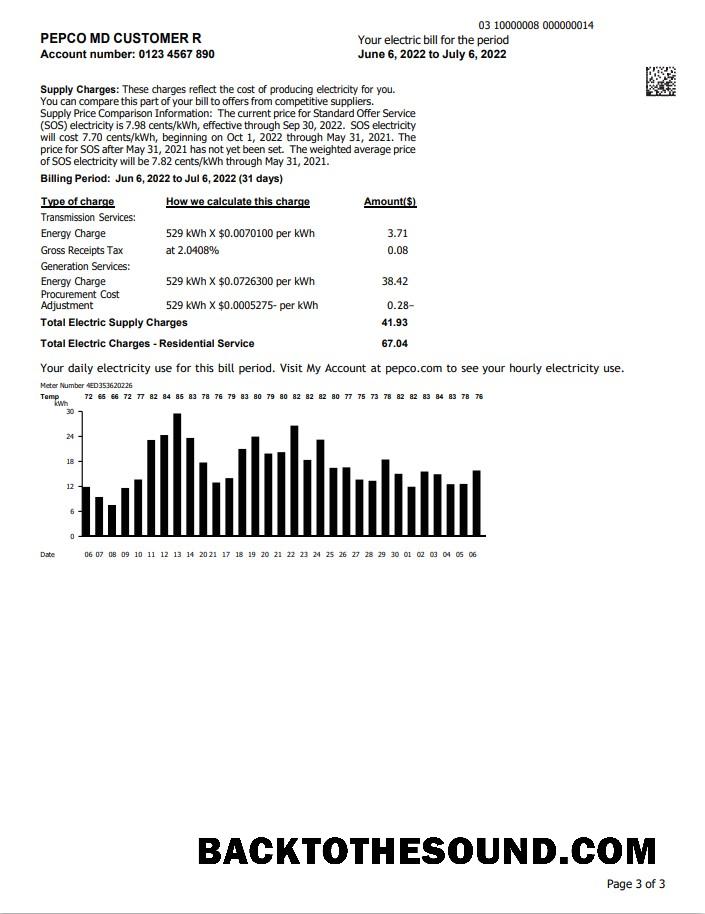 03 10000008 000000014
PEPCO MD CUSTOMER R
Account number: 0123 4567 890
Your electric bill for the period
June 6, 2022 to July 6, 2022
Supply Charges: These charges reflect the cost of producing electricity for you.
You can compare this part of your bill to offers from competitive suppliers.
Supply Price Comparison Information: The current price for Standard Offer Service
(SOS) electricity is 7.98 cents/kWh, effective through Sep 30, 2022. SOS electricity
will cost 7.70 cents/kWh, beginning on Oct 1, 2022 through May 31, 2021. The
price for SOS after May 31, 2021 has not yet been set. The weighted average price
of SOS electricity will be 7.82 cents/kWh through May 31, 2021.
Billing Period: Jun 6, 2022 to Jul 6, 2022 (31 days)
Type of charge How we calculate this charge Amount($)
Transmission Services:
Energy Charge 529 kWh X $0.0070100 per kWh 3.71
Gross Receipts Tax at 2.0408% 0.08
Generation Services:
Energy Charge 529 kWh X $0.0726300 per kWh 38.42
Procurement Cost
Adjustment 529 kWh X $0.0005275- per kWh 0.28–
Total Electric Supply Charges 41.93
Total Electric Charges - Residential Service 67.04
Your daily electricity use for this bill period. Visit My Account at pepco.com to see your hourly electricity use.
Meter Number 4ED353620226
Temp 72 65 66 72 77 82 84 85 83 78 76 79 83 80 79 80 82 82 82 80 77 75 73 78 82 82 83 84 83 78 76
kWh
30
24
18
12
6
0
Date 06 07 08 09 10 11 12 13 14 20 21 17 18 19 20 21 22 23 24 25 26 27 28 29 30 01 02 03 04 05 06
BACKTOTHESOUND.COM
Page 3 of 3